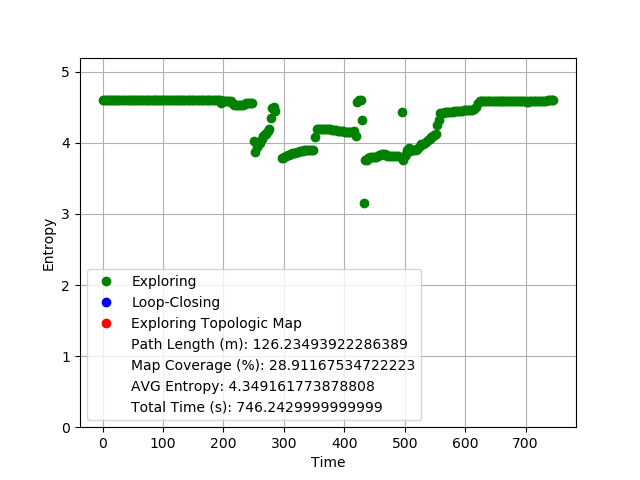 5
4
3
2
1
0
Entropy
Exploring
Loop-Closing
Exploring Topologic Map
Path Length (m): 126.23493922286389
Map Coverage (%): 28.91167534722223
AVG Entropy: 4.349161773878808
Total Time (s): 746.2429999999999
0 100 200 300 400 500 600 700
Time